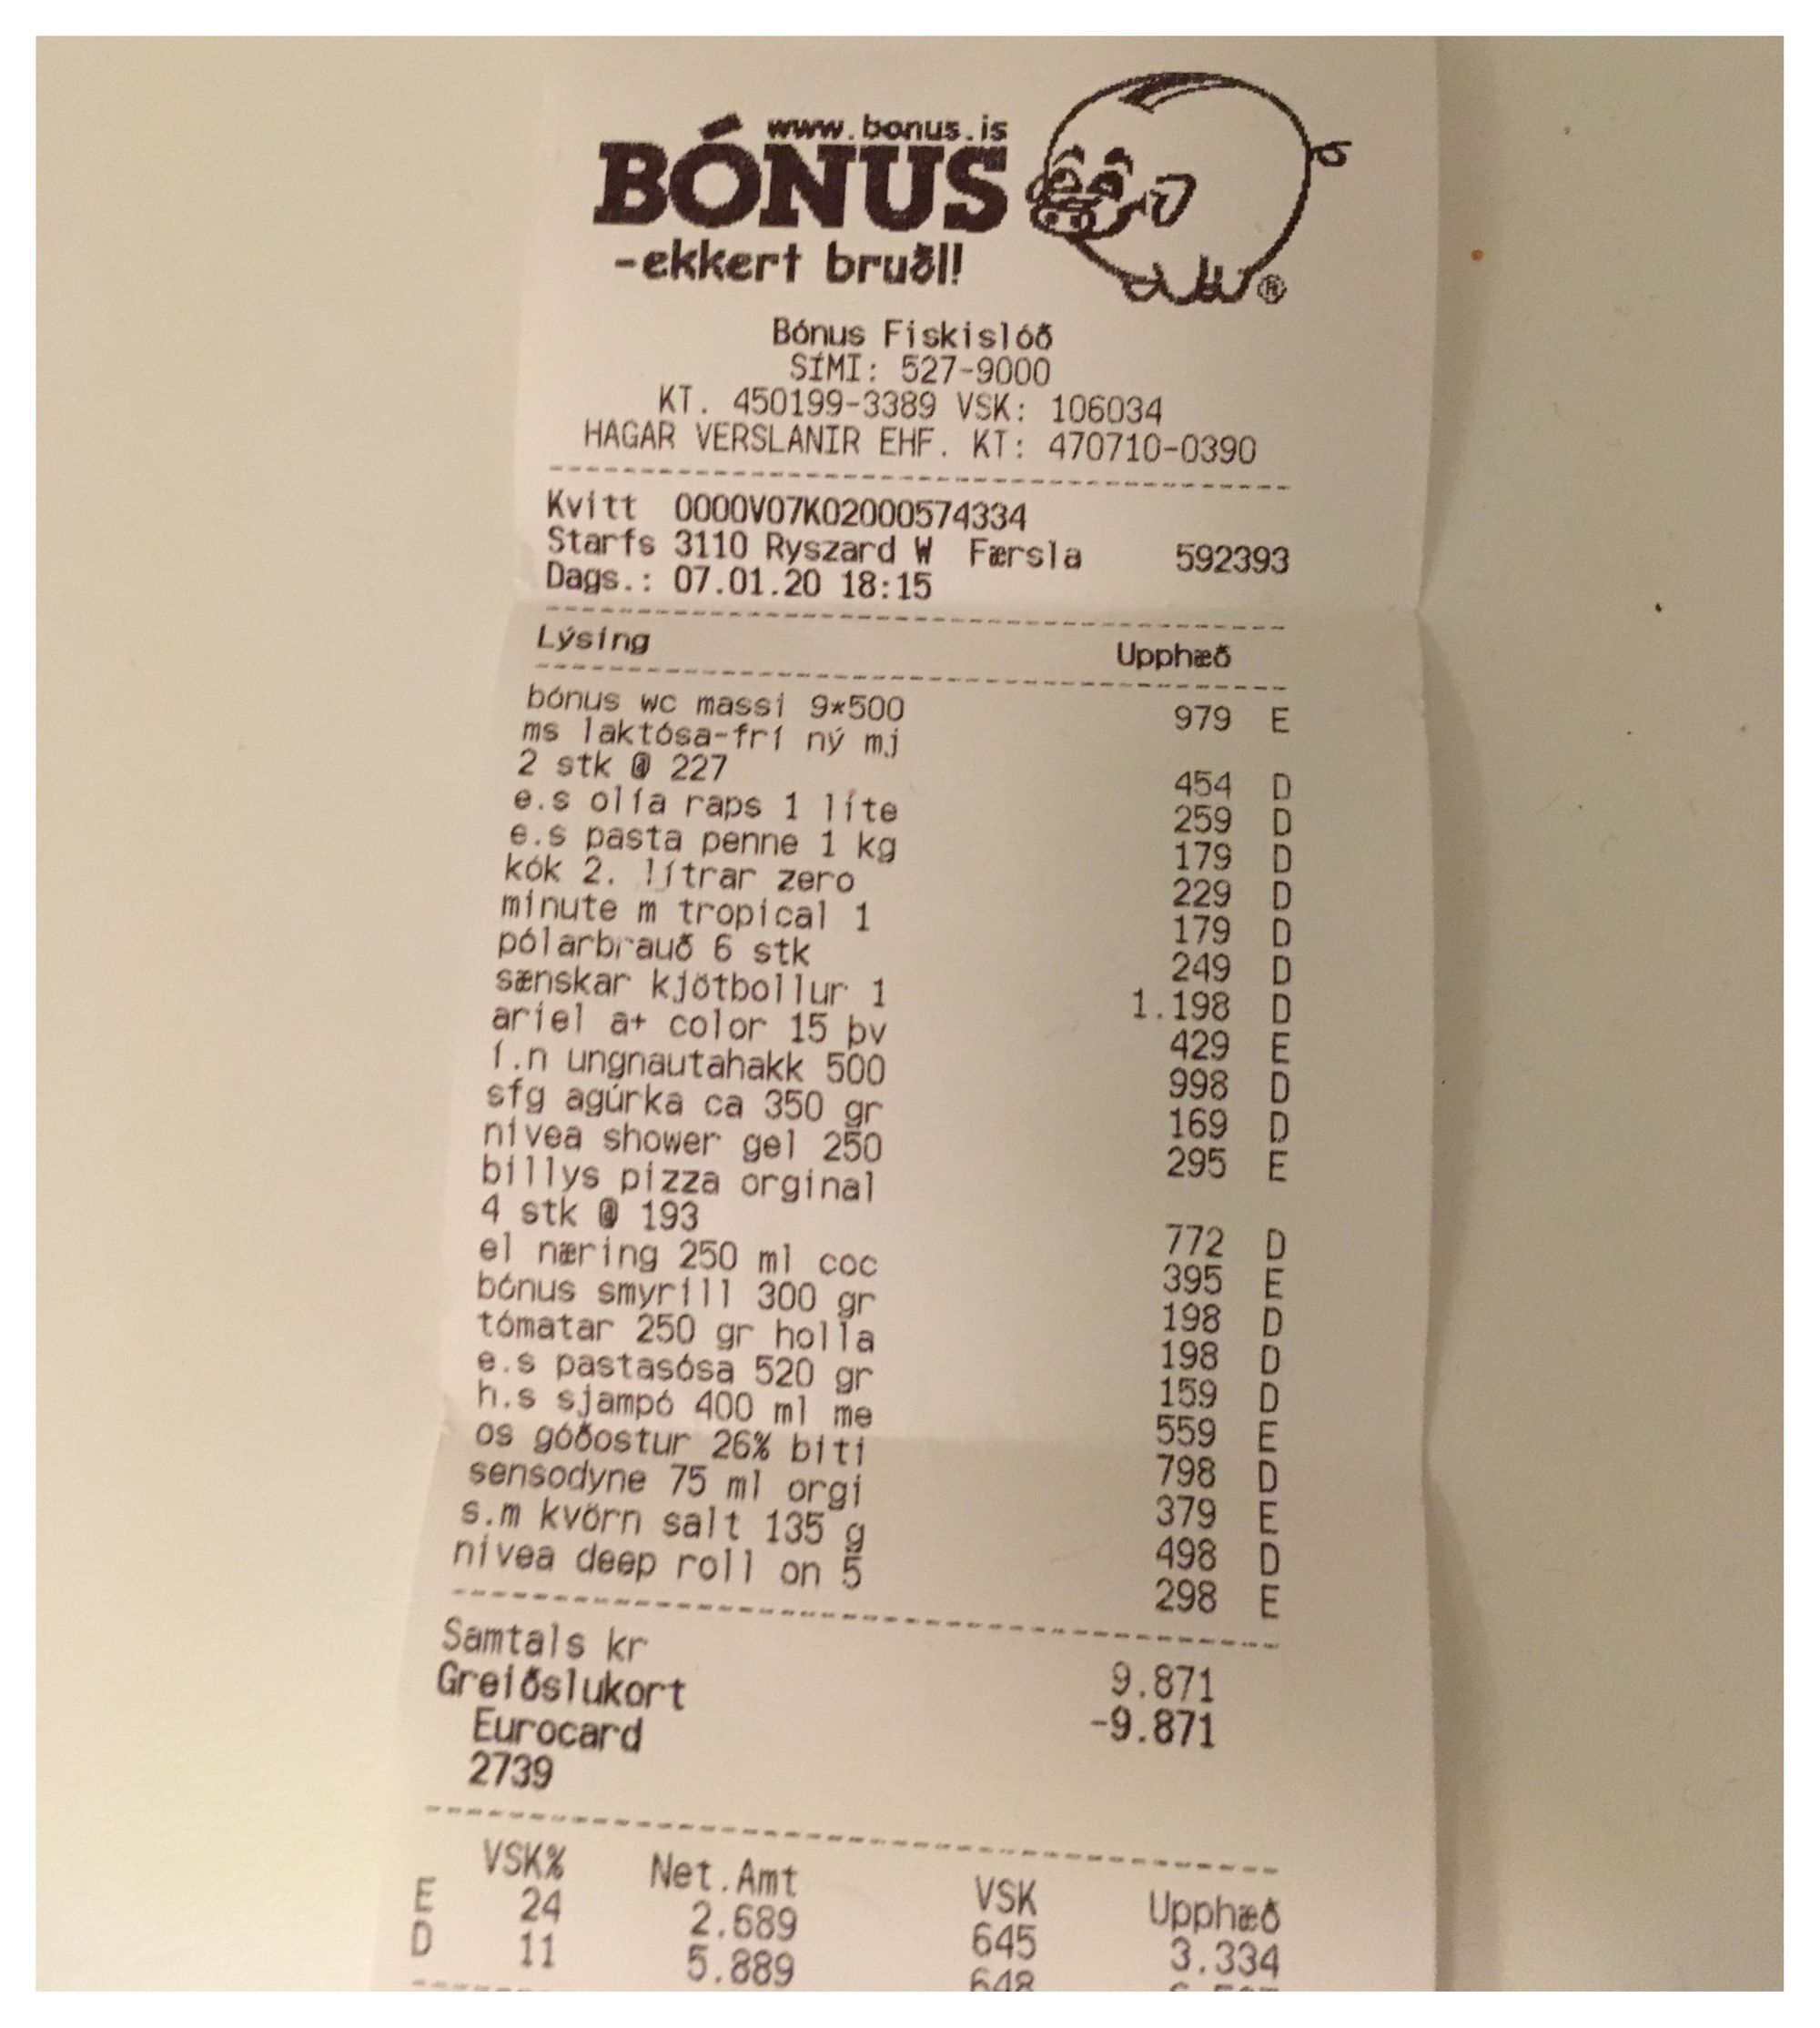 www.bonus.is
BÓNUS
-ekkert bruðl!
®
Bónus Fiskislóð
SÍMI: 527-9000
KT. 450199-3389 VSK: 106034
HAGAR VERSLANIR EHF. KT: 470710-0390
Kvitt 0000V07K02000574334
Starfs 3110 Ryszard W Færsla 592393
Dags.: 07.01.20 18:15
Lýsing Upphæð
bónus wc massi 9*500 979 E
ms laktósa-frí ný mj
2 stk @ 227 454 D
e.s olía raps 1 líte 259 D
e.s pasta penne 1 kg 179 D
kók 2. lítrar zero 229 D
minute m tropical 1 179 D
pólarbrauð 6 stk 249 D
sænskar kjötbollur 1 1.198 D
ariel a+ color 15 þv 429 E
í.n ungnautahakk 500 998 D
sfg agúrka ca 350 gr 169 D
nivea shower gel 250 295 E
billys pizza orginal
4 stk @ 193 772 D
el næring 250 ml coc 395 E
bónus smyrill 300 gr 198 D
tómatar 250 gr holla 198 D
e.s pastasósa 520 gr 159 D
h.s sjampó 400 ml me 559 E
os góðostur 26% biti 798 D
sensodyne 75 ml orgi 379 E
s.m kvörn salt 135 g 498 D
nivea deep roll on 5 298 E
Samtals kr 9.871
Greiðslukort -9.871
Eurocard
2739
VSK% Net.Amt VSK Upphæð
E 24 2.689 645 3.334
D 11 5.889 648